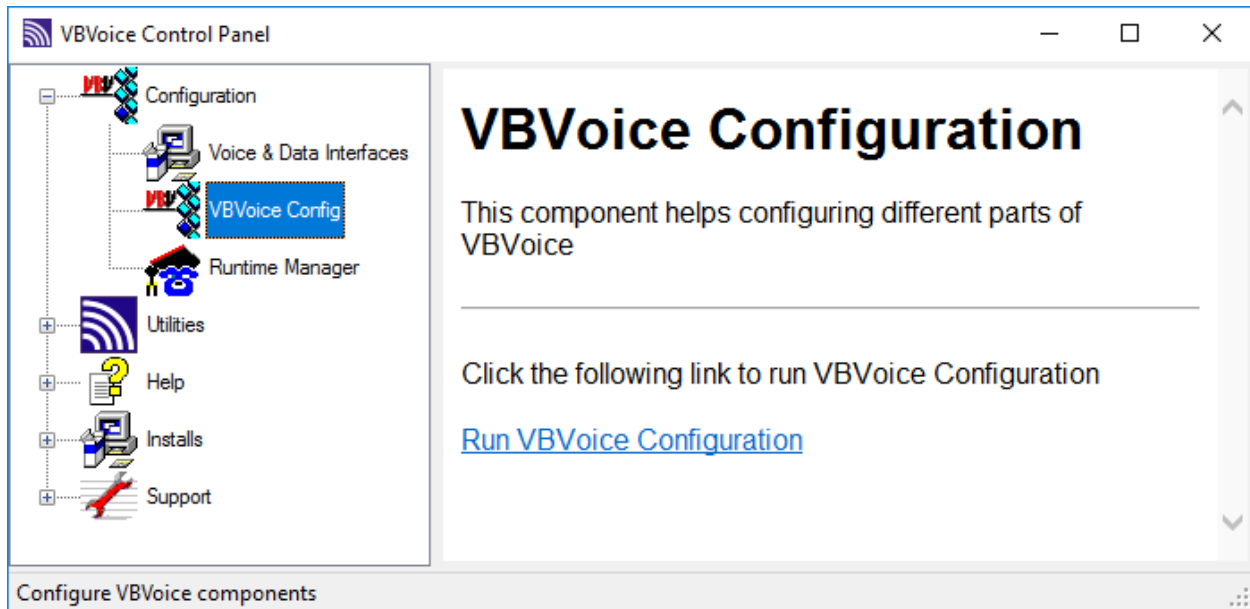 VBVoice Control Panel
Configuration
Voice & Data Interfaces
VBVoice Config
Runtime Manager
Utilities
Help
Installs
Support
VBVoice Configuration
This component helps configuring different parts of
VBVoice
Click the following link to run VBVoice Configuration
Run VBVoice Configuration
Configure VBVoice components